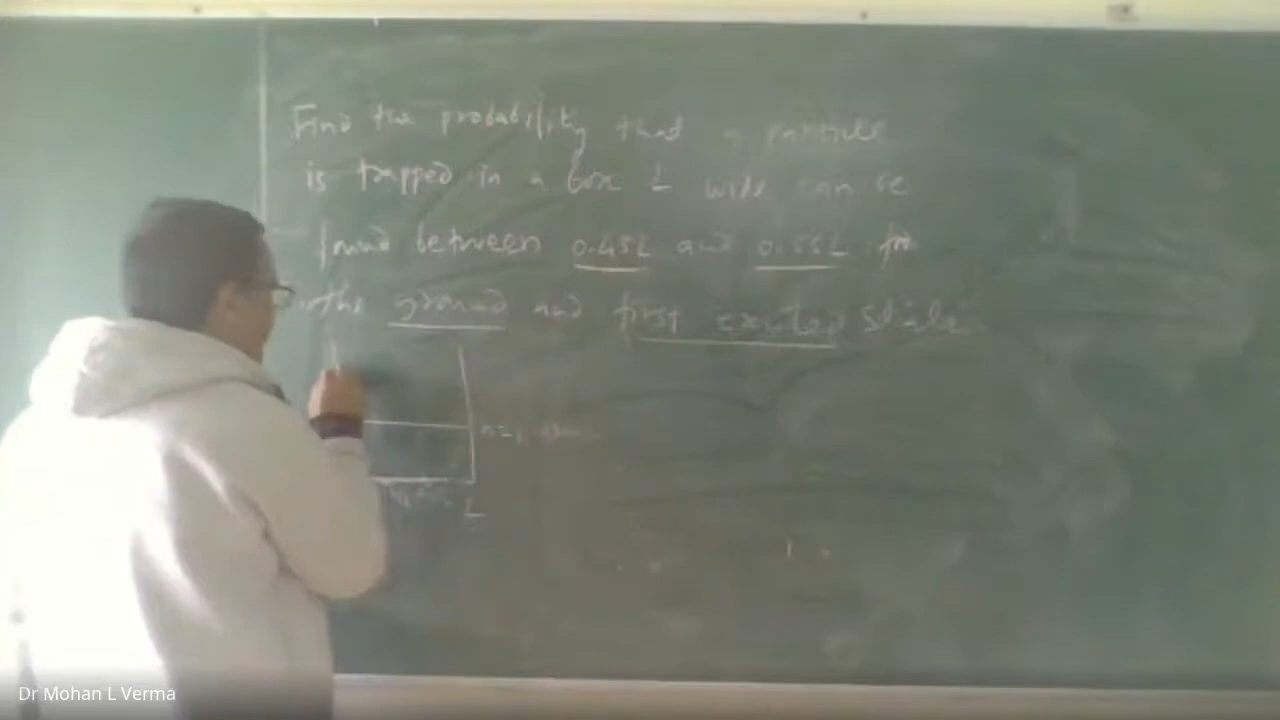 Find the probability that a particle
is trapped in a box L wide can be
found between 0.45L and 0.55L for
the ground and first excited state
n=1
L
Dr Mohan L Verma